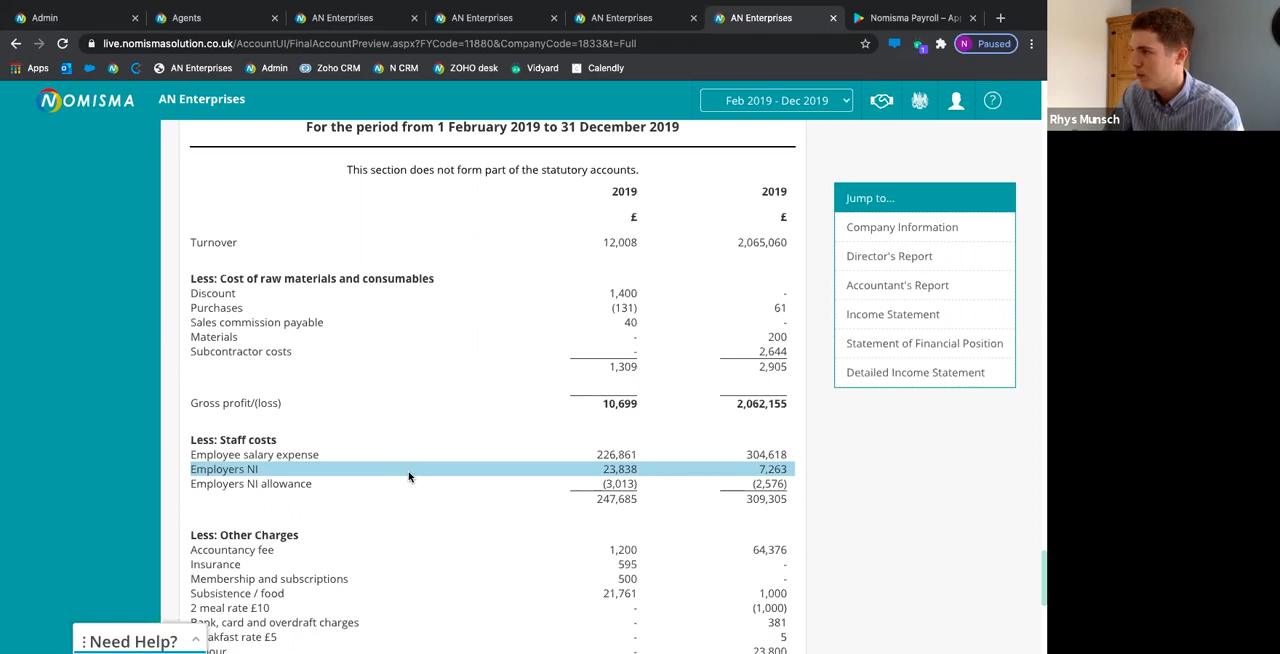 Admin
Agents
AN Enterprises
AN Enterprises
AN Enterprises
AN Enterprises
Nomisma Payroll – Ap
live.nomismasolution.co.uk/AccountUI/FinalAccountPreview.aspx?FYCode=11880&CompanyCode=1833&t=Full
N Paused
1
Apps
AN Enterprises
Admin
Zoho CRM
N CRM
ZOHO desk
Vidyard
Calendly
NOMISMA
AN Enterprises
Feb 2019 - Dec 2019
?
Rhys Munsch
For the period from 1 February 2019 to 31 December 2019
This section does not form part of the statutory accounts.
2019 2019
£ £
Turnover 12,008 2,065,060
Less: Cost of raw materials and consumables
Discount 1,400 -
Purchases (131) 61
Sales commission payable 40 -
Materials - 200
Subcontractor costs - 2,644
1,309 2,905
Gross profit/(loss) 10,699 2,062,155
Less: Staff costs
Employee salary expense 226,861 304,618
Employers NI 23,838 7,263
Employers NI allowance (3,013) (2,576)
247,685 309,305
Less: Other Charges
Accountancy fee 1,200 64,376
Insurance 595 -
Membership and subscriptions 500 -
Subsistence / food 21,761 1,000
2 meal rate £10 - (1,000)
Bank, card and overdraft charges - 381
akfast rate £5 - 5
our - 23,800
Jump to...
Company Information
Director's Report
Accountant's Report
Income Statement
Statement of Financial Position
Detailed Income Statement
Need Help?